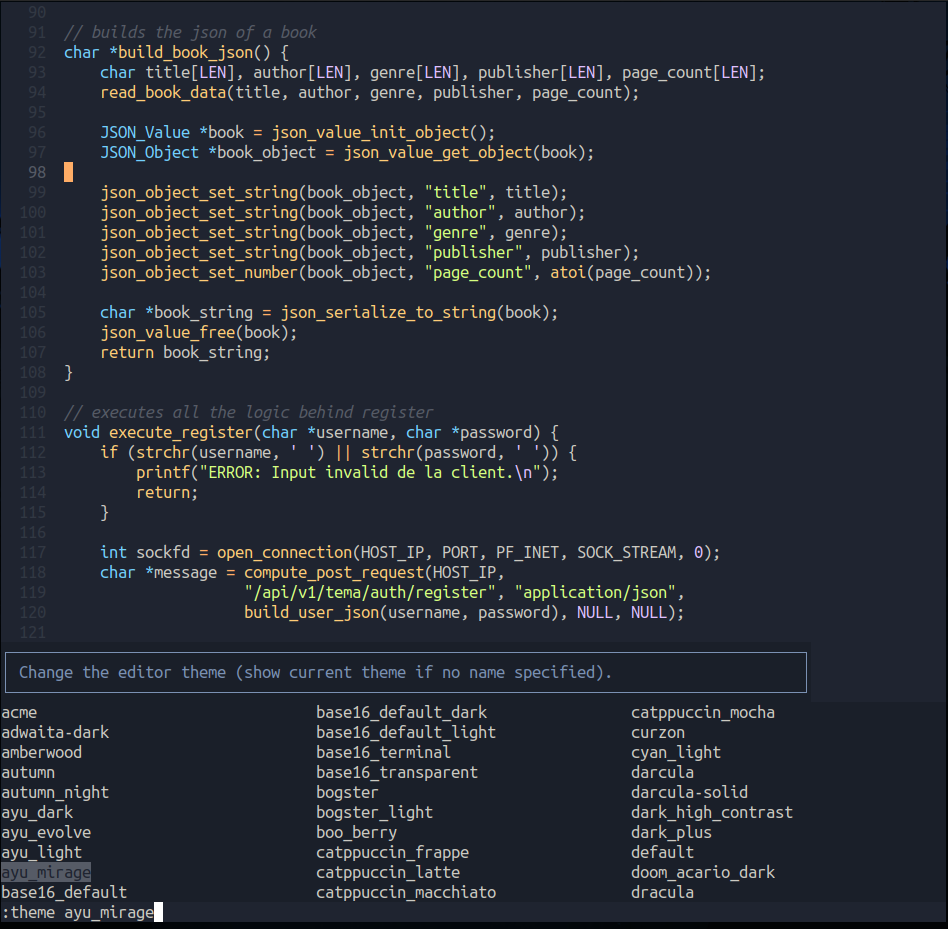 90
91 // builds the json of a book
92 char *build_book_json() {
93     char title[LEN], author[LEN], genre[LEN], publisher[LEN], page_count[LEN];
94     read_book_data(title, author, genre, publisher, page_count);
95
96     JSON_Value *book = json_value_init_object();
97     JSON_Object *book_object = json_value_get_object(book);
98
99     json_object_set_string(book_object, "title", title);
100     json_object_set_string(book_object, "author", author);
101     json_object_set_string(book_object, "genre", genre);
102     json_object_set_string(book_object, "publisher", publisher);
103     json_object_set_number(book_object, "page_count", atoi(page_count));
104
105     char *book_string = json_serialize_to_string(book);
106     json_value_free(book);
107     return book_string;
108 }
109
110 // executes all the logic behind register
111 void execute_register(char *username, char *password) {
112     if (strchr(username, ' ') || strchr(password, ' ')) {
113         printf("ERROR: Input invalid de la client.\n");
114         return;
115     }
116
117     int sockfd = open_connection(HOST_IP, PORT, PF_INET, SOCK_STREAM, 0);
118     char *message = compute_post_request(HOST_IP,
119                     "/api/v1/tema/auth/register", "application/json",
120                     build_user_json(username, password), NULL, NULL);
121
Change the editor theme (show current theme if no name specified).
acme base16_default_dark catppuccin_mocha
adwaita-dark base16_default_light curzon
amberwood base16_terminal cyan_light
autumn base16_transparent darcula
autumn_night bogster darcula-solid
ayu_dark bogster_light dark_high_contrast
ayu_evolve boo_berry dark_plus
ayu_light catppuccin_frappe default
ayu_mirage catppuccin_latte doom_acario_dark
base16_default catppuccin_macchiato dracula
:theme ayu_mirage